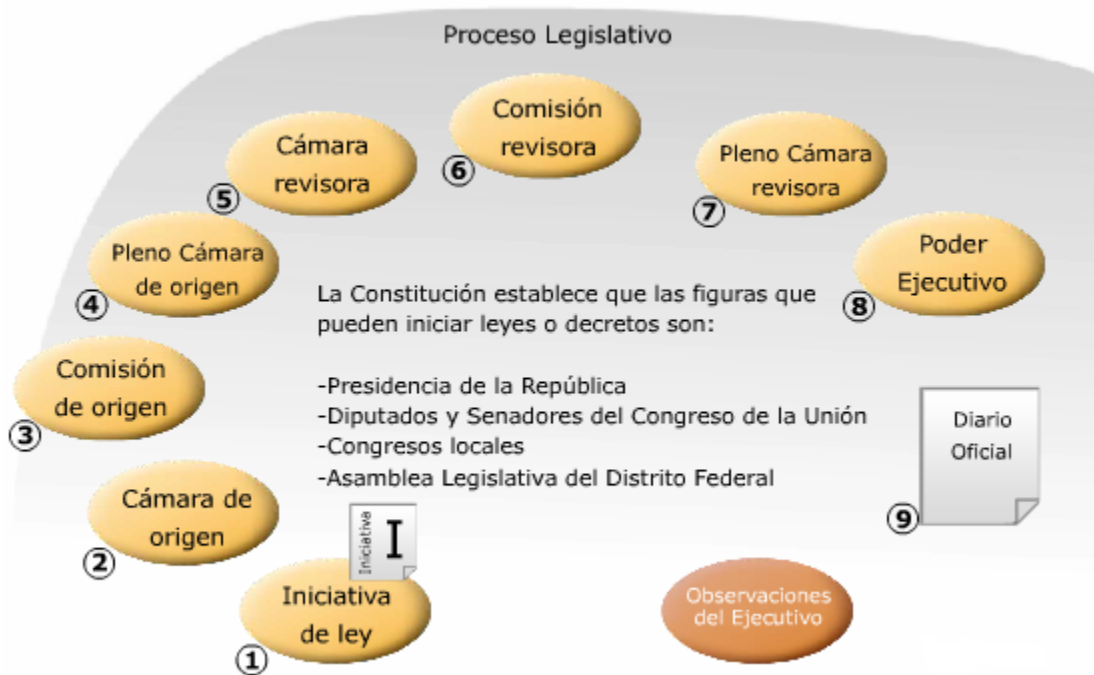 Proceso Legislativo
Iniciativa
I
Iniciativa
de ley
1
Cámara de
origen
2
Comisión
de origen
3
Pleno Cámara
de origen
4
Cámara
revisora
5
Comisión
revisora
6
Pleno Cámara
revisora
7
Poder
Ejecutivo
8
Diario
Oficial
9
La Constitución establece que las figuras que
pueden iniciar leyes o decretos son:
-Presidencia de la República
-Diputados y Senadores del Congreso de la Unión
-Congresos locales
-Asamblea Legislativa del Distrito Federal
Observaciones
del Ejecutivo